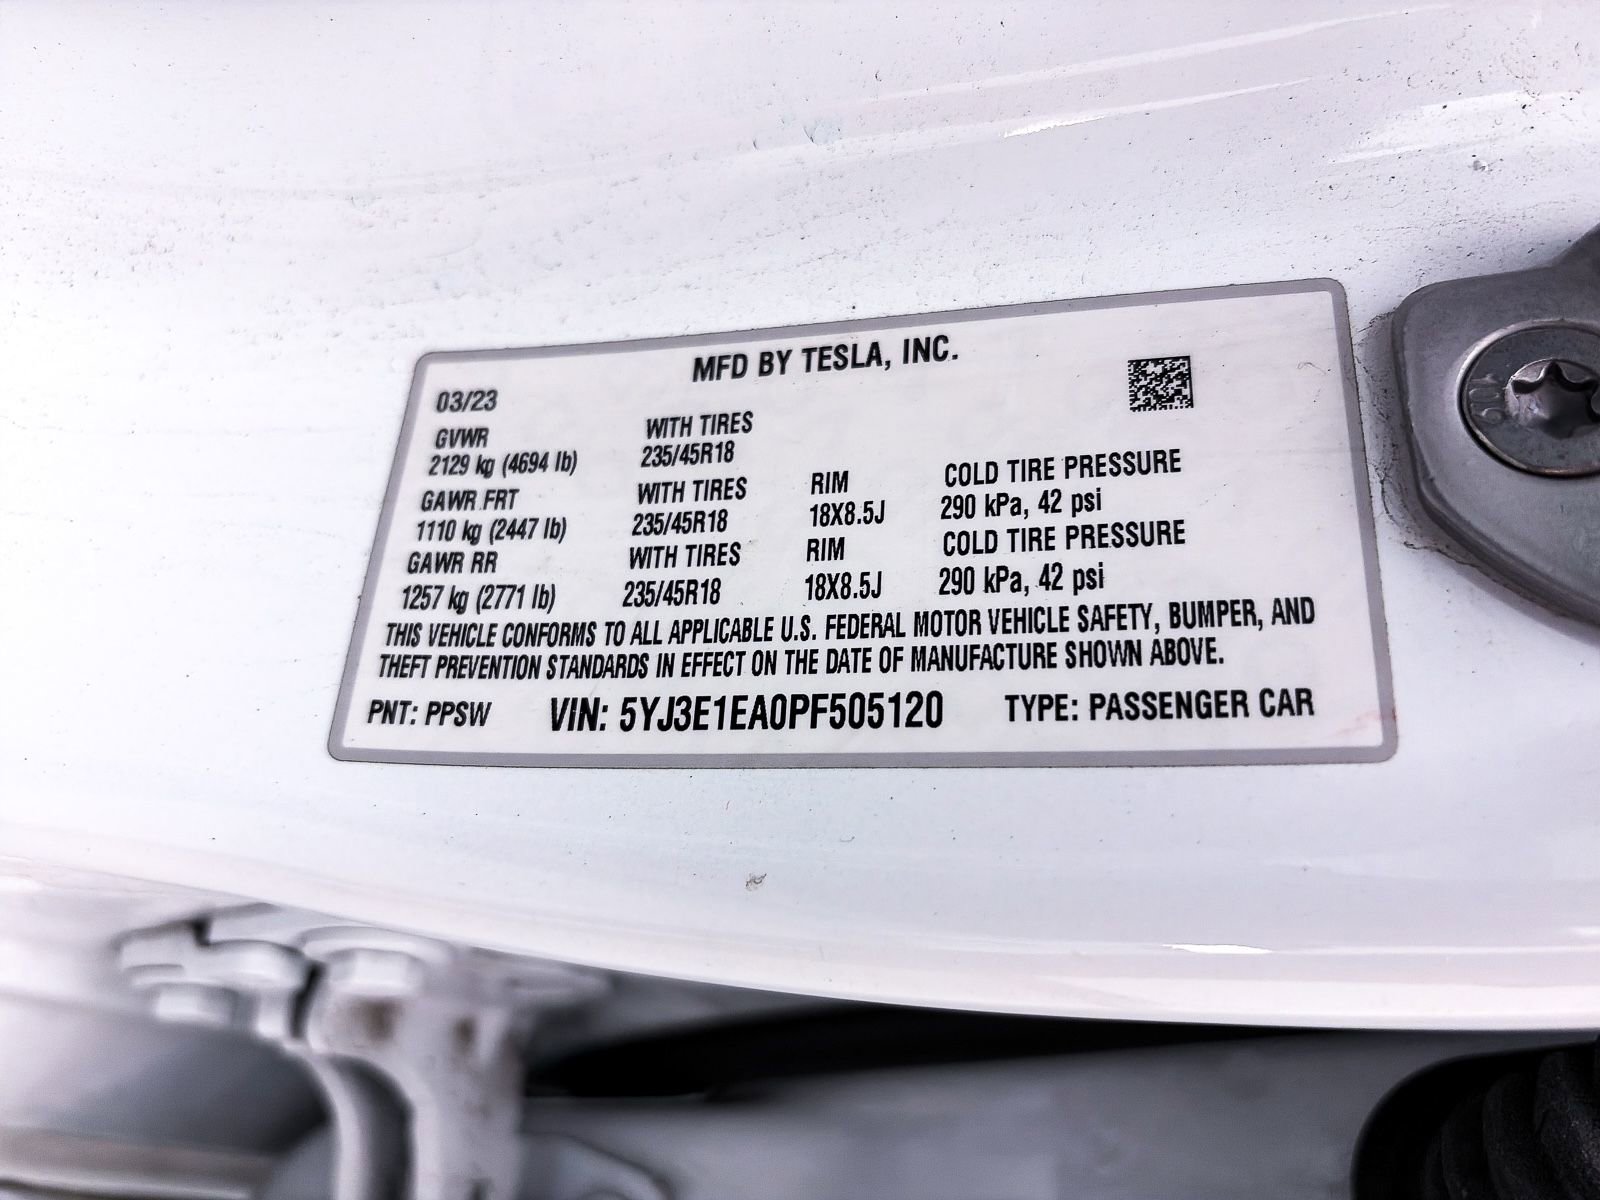 MFD BY TESLA, INC.
03/23
GVWR WITH TIRES
2129 kg (4694 lb) 235/45R18
GAWR FRT WITH TIRES RIM COLD TIRE PRESSURE
1110 kg (2447 lb) 235/45R18 18X8.5J 290 kPa, 42 psi
GAWR RR WITH TIRES RIM COLD TIRE PRESSURE
1257 kg (2771 lb) 235/45R18 18X8.5J 290 kPa, 42 psi
THIS VEHICLE CONFORMS TO ALL APPLICABLE U.S. FEDERAL MOTOR VEHICLE SAFETY, BUMPER, AND
THEFT PREVENTION STANDARDS IN EFFECT ON THE DATE OF MANUFACTURE SHOWN ABOVE.
PNT: PPSW VIN: 5YJ3E1EA0PF505120 TYPE: PASSENGER CAR